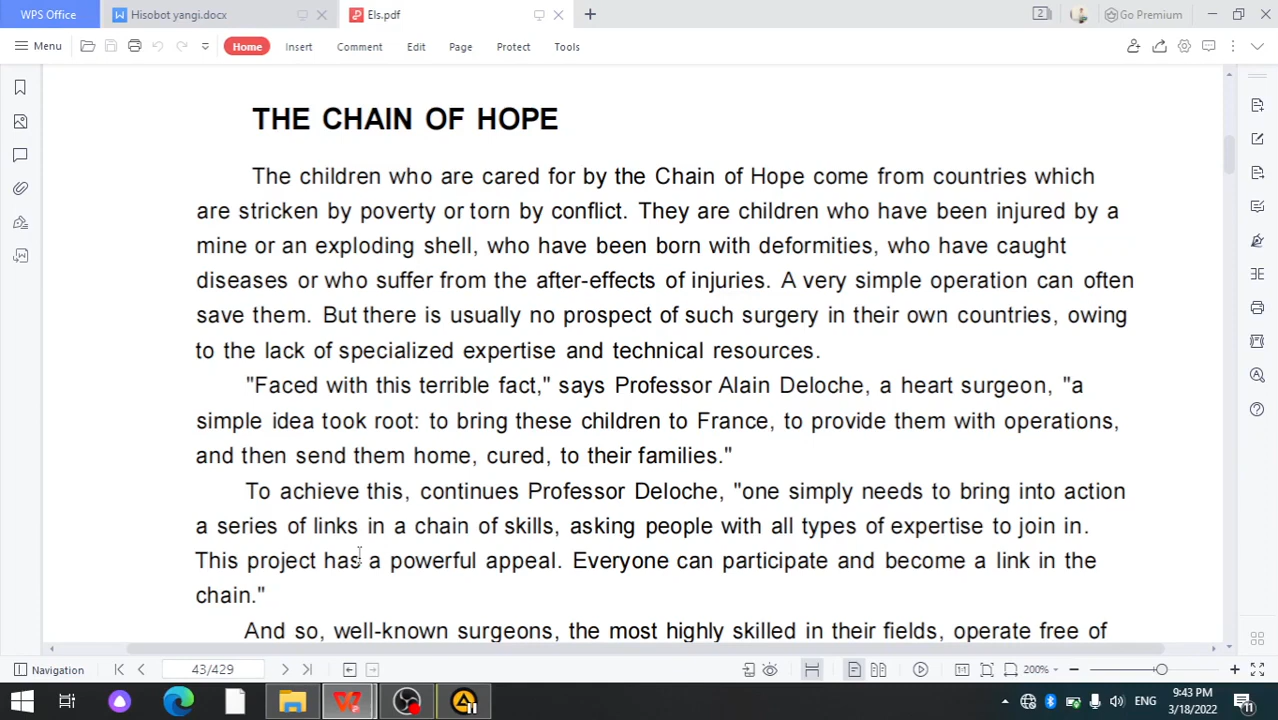 WPS Office
Hisobot yangi.docx
Els.pdf
2
Go Premium
Menu
Home
Insert
Comment
Edit
Page
Protect
Tools
THE CHAIN OF HOPE
The children who are cared for by the Chain of Hope come from countries which
are stricken by poverty or torn by conflict. They are children who have been injured by a
mine or an exploding shell, who have been born with deformities, who have caught
diseases or who suffer from the after-effects of injuries. A very simple operation can often
save them. But there is usually no prospect of such surgery in their own countries, owing
to the lack of specialized expertise and technical resources.
"Faced with this terrible fact," says Professor Alain Deloche, a heart surgeon, "a
simple idea took root: to bring these children to France, to provide them with operations,
and then send them home, cured, to their families."
To achieve this, continues Professor Deloche, "one simply needs to bring into action
a series of links in a chain of skills, asking people with all types of expertise to join in.
This project has a powerful appeal. Everyone can participate and become a link in the
chain."
And so, well-known surgeons, the most highly skilled in their fields, operate free of
Navigation
43/429
200%
ENG
9:43 PM
3/18/2022
11